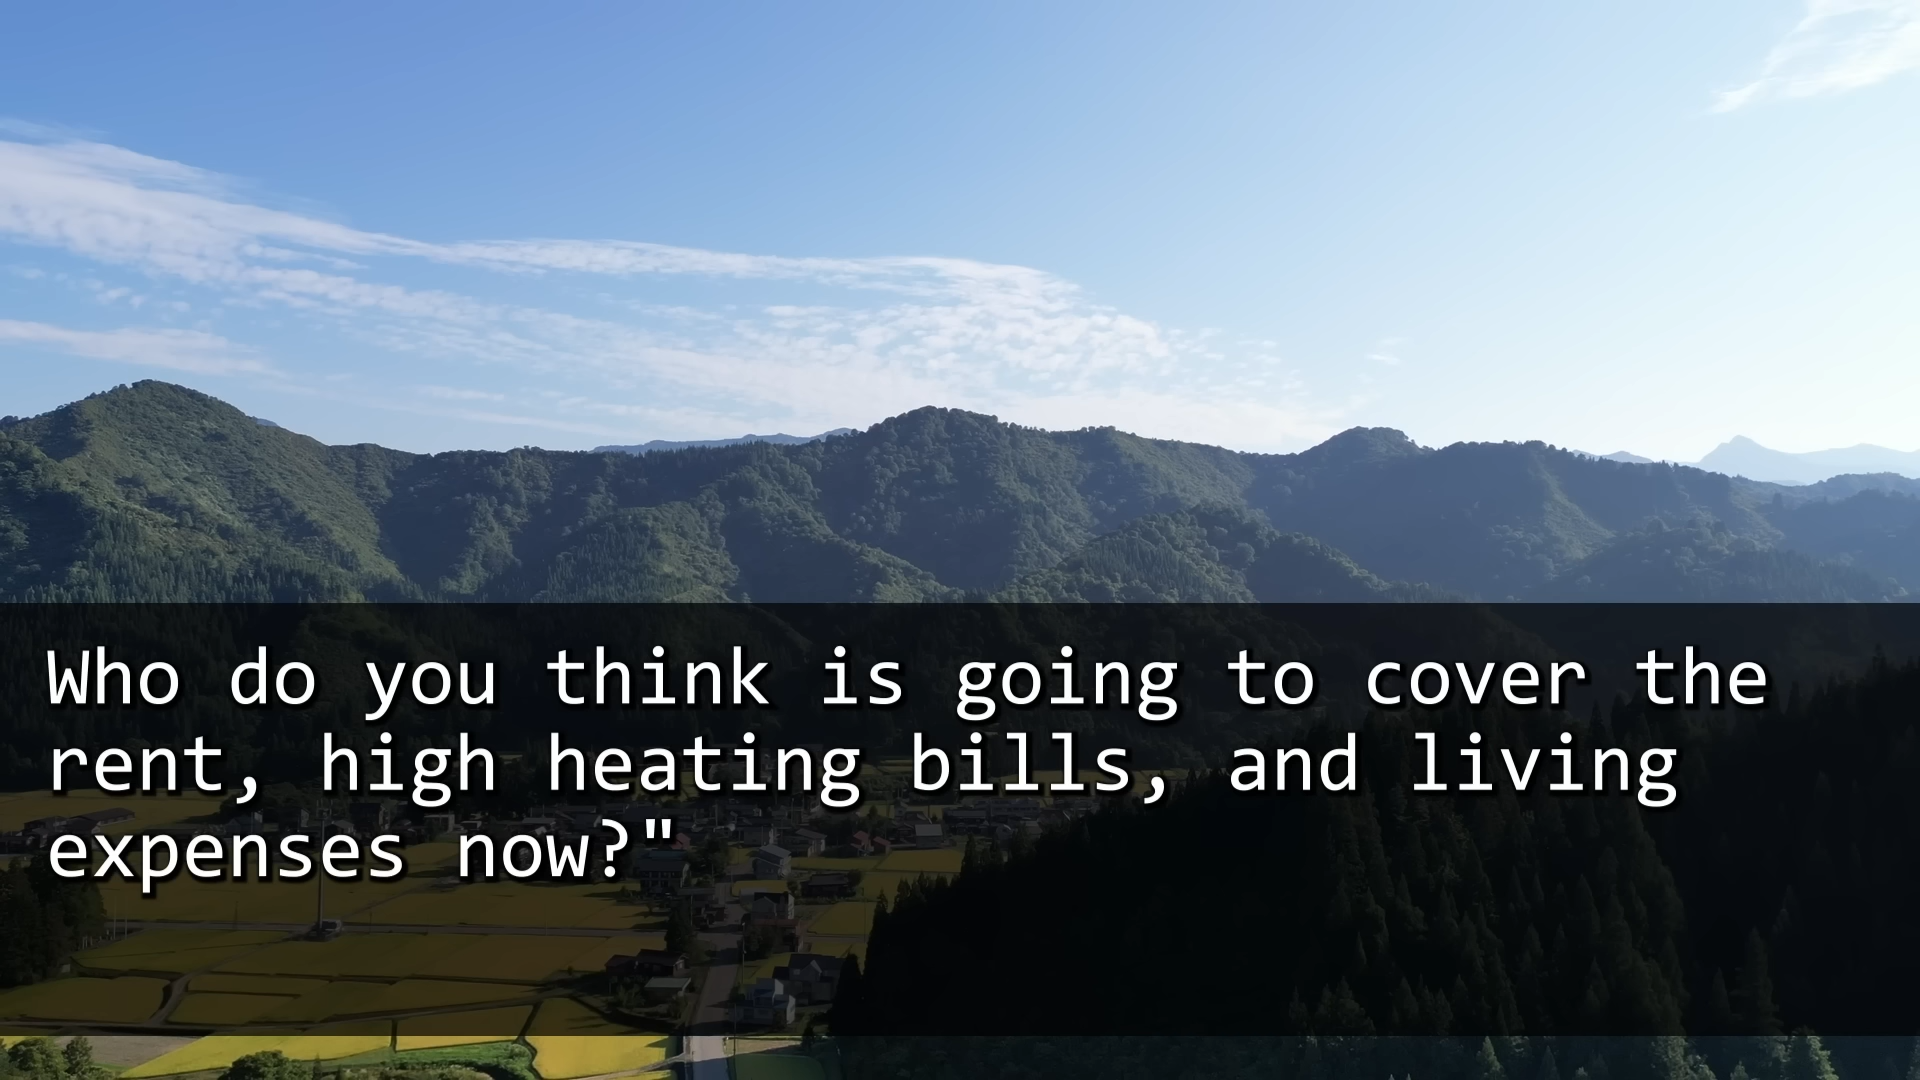 Who do you think is going to cover the
rent, high heating bills, and living
expenses now?"